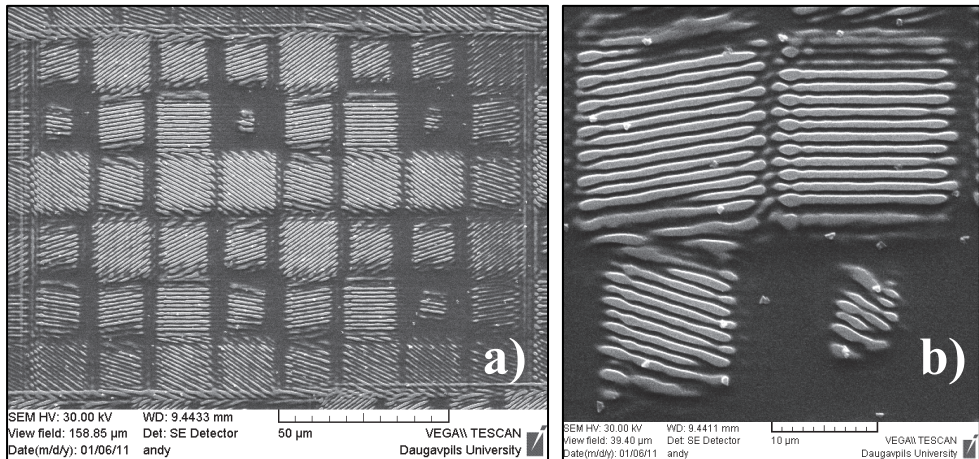 a)
SEM HV: 30.00 kV WD: 9.4433 mm
View field: 158.85 µm Det: SE Detector 50 µm VEGA\\ TESCAN
Date(m/d/y): 01/06/11 andy Daugavpils University
b)
SEM HV: 30.00 kV WD: 9.4411 mm
View field: 39.40 µm Det: SE Detector 10 µm VEGA\\ TESCAN
Date(m/d/y): 01/06/11 andy Daugavpils University